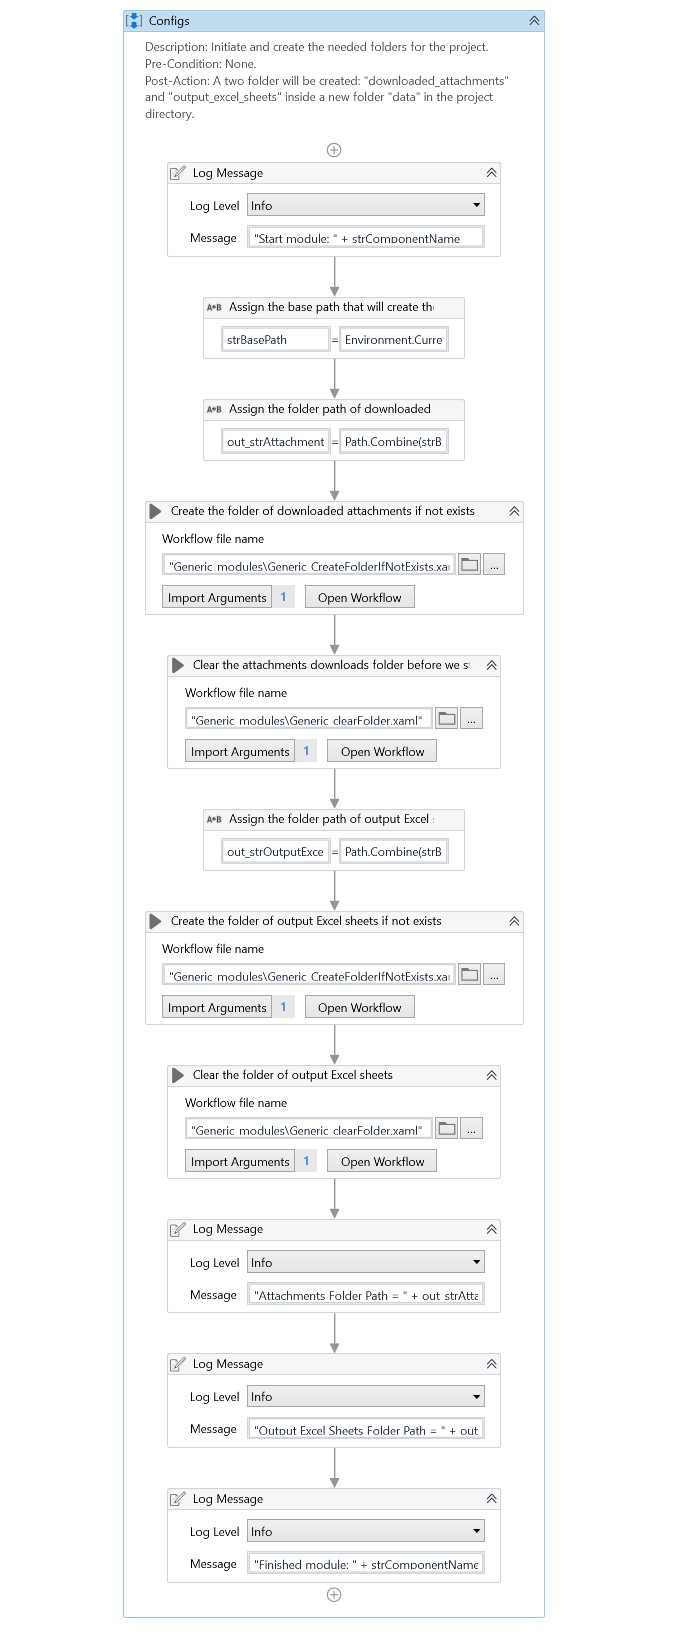 Configs
Description: Initiate and create the needed folders for the project.
Pre-Condition: None.
Post-Action: A two folder will be created: "downloaded_attachments"
and "output_excel_sheets" inside a new folder "data" in the project
directory.
Log Message
Log Level Info
Message "Start module: " + strComponentName
A*B Assign the base path that will create th
strBasePath = Environment.Curre
A*B Assign the folder path of downloaded
out_strAttachment = Path.Combine(strB
Create the folder of downloaded attachments if not exists
Workflow file name
"Generic_modules\Generic_CreateFolderIfNotExists.xa
...
Import Arguments 1 Open Workflow
Clear the attachments downloads folder before we s
Workflow file name
"Generic_modules\Generic_clearFolder.xaml" ...
Import Arguments 1 Open Workflow
A*B Assign the folder path of output Excel
out_strOutputExce = Path.Combine(strB
Create the folder of output Excel sheets if not exists
Workflow file name
"Generic_modules\Generic_CreateFolderIfNotExists.xa
...
Import Arguments 1 Open Workflow
Clear the folder of output Excel sheets
Workflow file name
"Generic_modules\Generic_clearFolder.xaml" ...
Import Arguments 1 Open Workflow
Log Message
Log Level Info
Message "Attachments Folder Path = " + out_strAtta
Log Message
Log Level Info
Message "Output Excel Sheets Folder Path = " + out
Log Message
Log Level Info
Message "Finished module: " + strComponentName